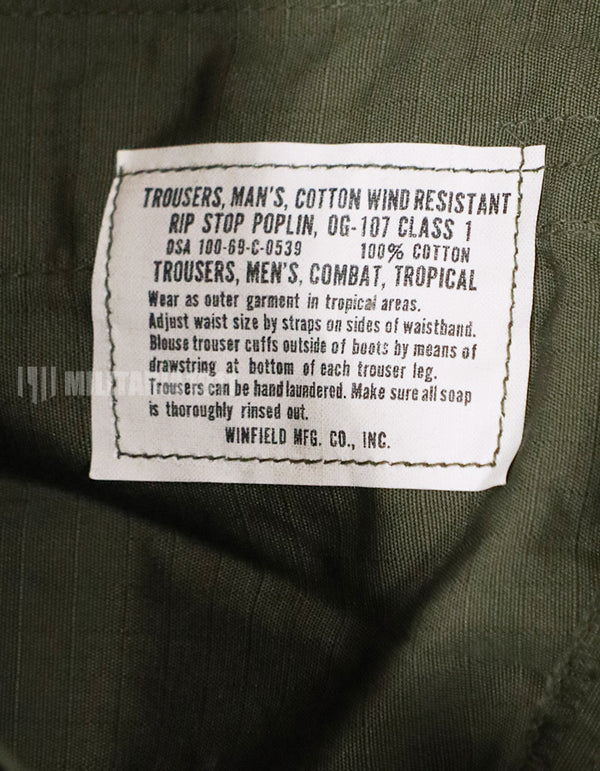 TROUSERS, MAN'S, COTTON WIND RESISTANT
RIP STOP POPLIN, OG-107 CLASS 1
DSA 100-69-C-0539 100% COTTON
TROUSERS, MEN'S, COMBAT, TROPICAL
Wear as outer garment in tropical areas.
Adjust waist size by straps on sides of waistband.
Blouse trouser cuffs outside of boots by means of
drawstring at bottom of each trouser leg.
Trousers can be hand laundered. Make sure all soap
is thoroughly rinsed out.
WINFIELD MFG. CO., INC.